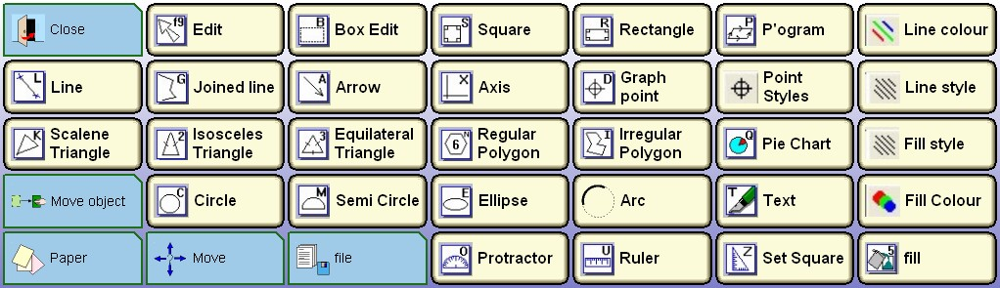 Close
f9 Edit
B Box Edit
S Square
R Rectangle
P P'ogram
Line colour
L Line
G Joined line
A Arrow
X Axis
D Graph
point
Point
Styles
Line style
K Scalene
Triangle
2 Isosceles
Triangle
3 Equilateral
Triangle
6 N Regular
Polygon
I Irregular
Polygon
Q Pie Chart
Fill style
Move object
C Circle
M Semi Circle
E Ellipse
Arc
T Text
Fill Colour
Paper
Move
file
O Protractor
U Ruler
Z Set Square
5 fill